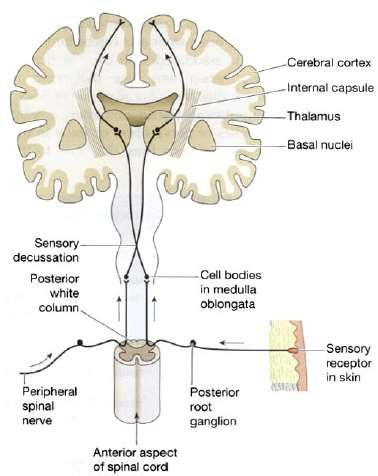 Cerebral cortex
Internal capsule
Thalamus
Basal nuclei
Sensory
decussation
Posterior
white
column
Cell bodies
in medulla
oblongata
Peripheral
spinal
nerve
Posterior
root
ganglion
Sensory
receptor
in skin
Anterior aspect
of spinal cord